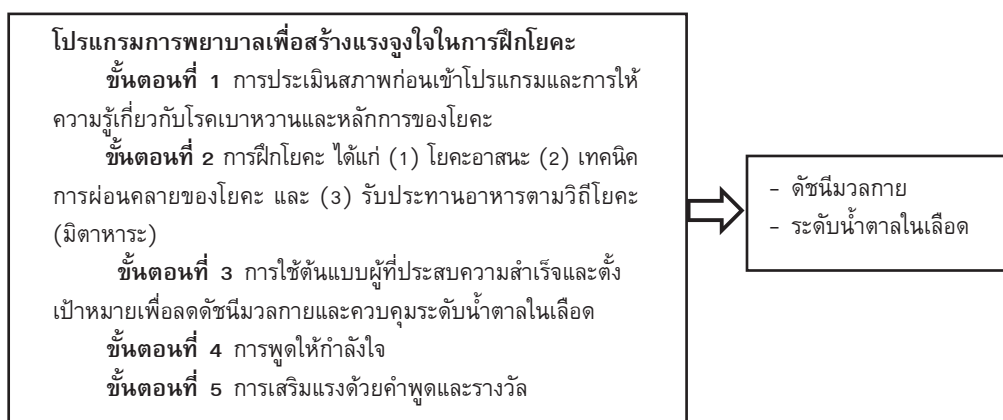 โปรแกรมการพยาบาลเพื่อสร้างแรงจูงใจในการฝึกโยคะ
ขั้นตอนที่ 1 การประเมินสภาพก่อนเข้าโปรแกรมและการให้
ความรู้เกี่ยวกับโรคเบาหวานและหลักการของโยคะ
ขั้นตอนที่ 2 การฝึกโยคะ ได้แก่ (1) โยคะอาสนะ (2) เทคนิค
การผ่อนคลายของโยคะ และ (3) รับประทานอาหารตามวิถีโยคะ
(มิตาหาระ)
ขั้นตอนที่ 3 การใช้ต้นแบบผู้ที่ประสบความสำเร็จและตั้ง
เป้าหมายเพื่อลดดัชนีมวลกายและควบคุมระดับน้ำตาลในเลือด
ขั้นตอนที่ 4 การพูดให้กำลังใจ
ขั้นตอนที่ 5 การเสริมแรงด้วยคำพูดและรางวัล
- ดัชนีมวลกาย
- ระดับน้ำตาลในเลือด